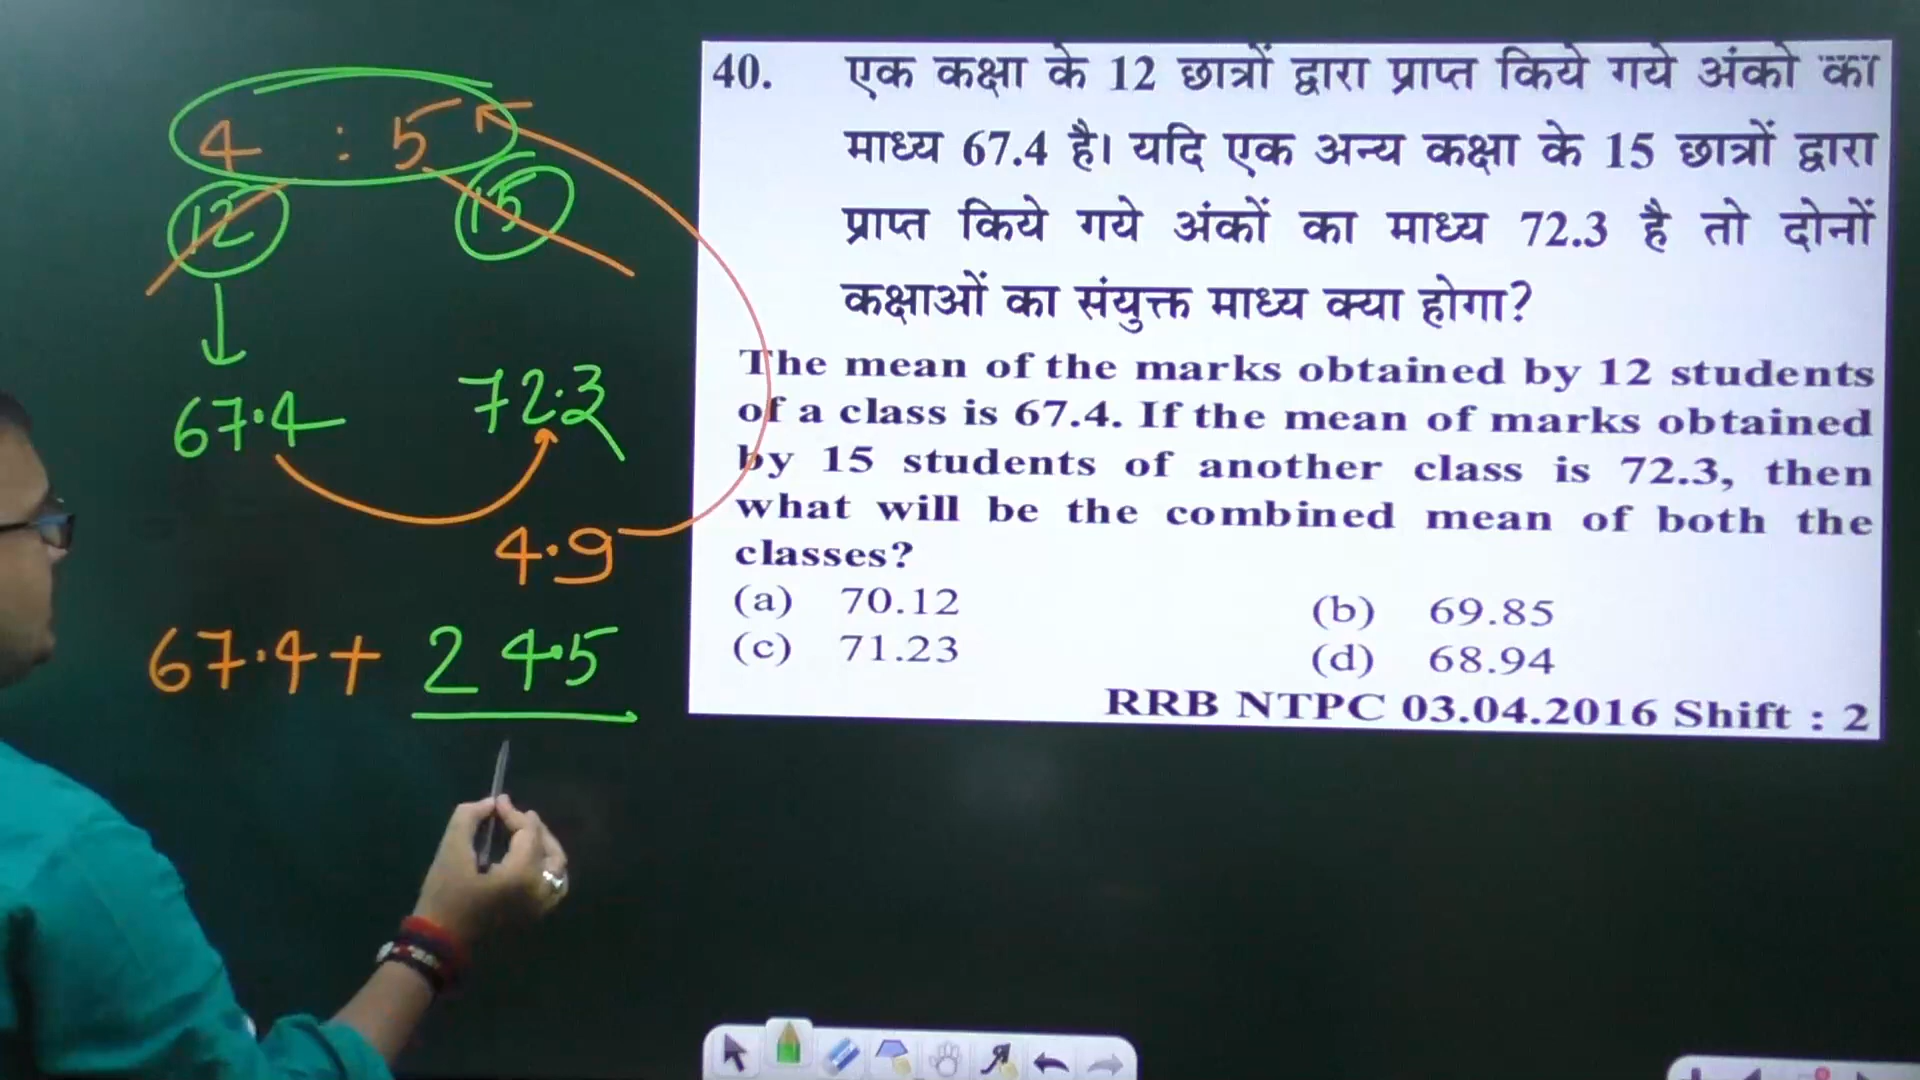 4 : 5
12 15
67.4 72.3
4.9
67.4 + 24.5
40. एक कक्षा के 12 छात्रों द्वारा प्राप्त किये गये अंको का
माध्य 67.4 है। यदि एक अन्य कक्षा के 15 छात्रों द्वारा
प्राप्त किये गये अंकों का माध्य 72.3 है तो दोनों
कक्षाओं का संयुक्त माध्य क्या होगा?
The mean of the marks obtained by 12 students
of a class is 67.4. If the mean of marks obtained
by 15 students of another class is 72.3, then
what will be the combined mean of both the
classes?
(a) 70.12 (b) 69.85
(c) 71.23 (d) 68.94
RRB NTPC 03.04.2016 Shift : 2